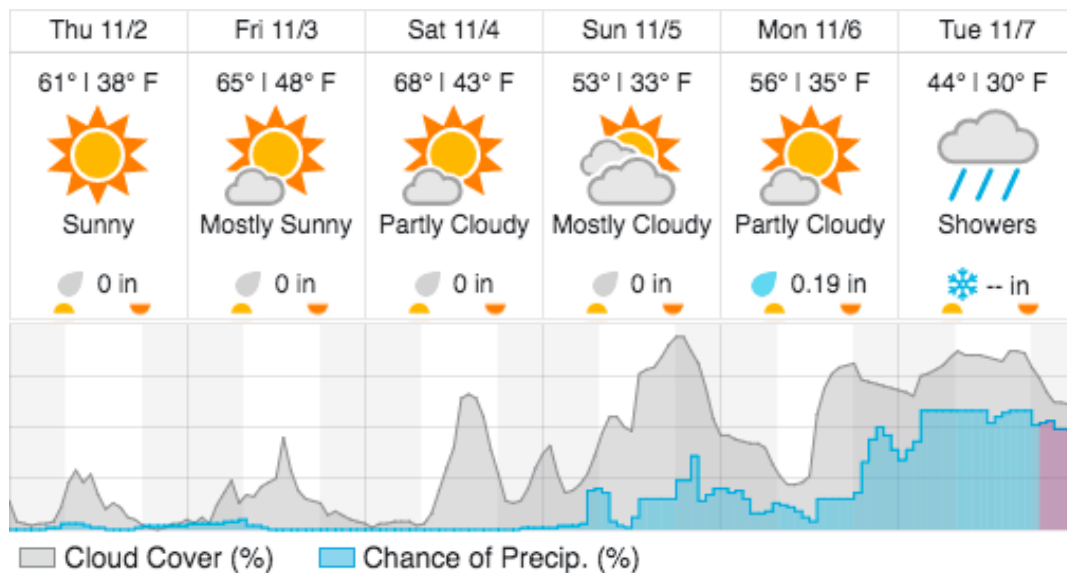 Thu 11/2 Fri 11/3 Sat 11/4 Sun 11/5 Mon 11/6 Tue 11/7
61° | 38° F 65° | 48° F 68° | 43° F 53° | 33° F 56° | 35° F 44° | 30° F
Sunny Mostly Sunny Partly Cloudy Mostly Cloudy Partly Cloudy Showers
0 in 0 in 0 in 0 in 0.19 in -- in
Cloud Cover (%) Chance of Precip. (%)